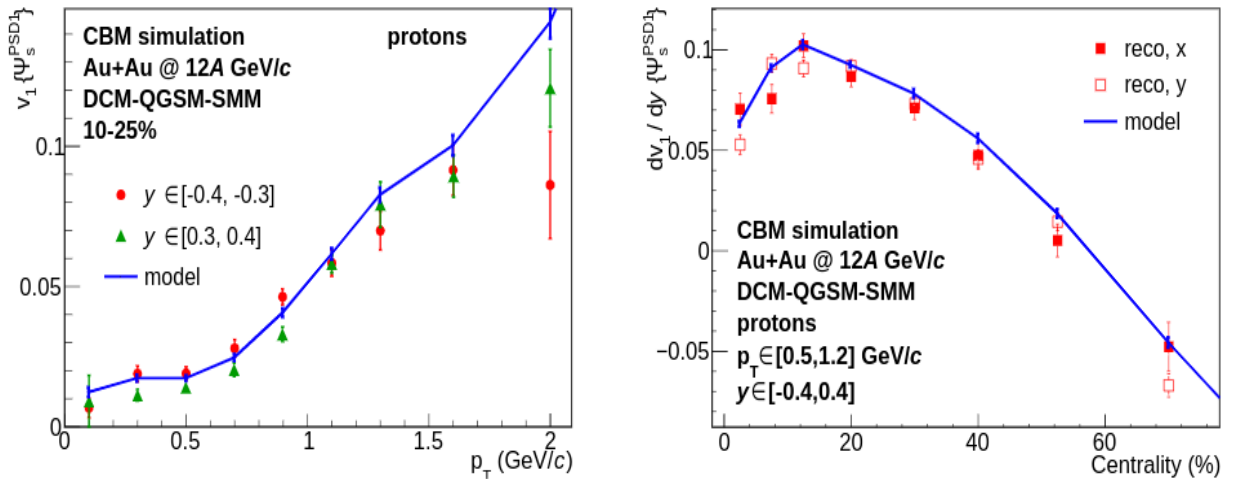 v₁ {Ψₛᴾˢᴰ¹}
CBM simulation
protons
Au+Au @ 12A GeV/c
DCM-QGSM-SMM
10-25%
y ∈[-0.4, -0.3]
y ∈[0.3, 0.4]
model
0.1
0.05
0
0
0.5
1
1.5
2
p_T (GeV/c)
dv₁ / dy {Ψₛᴾˢᴰ¹}
reco, x
reco, y
model
CBM simulation
Au+Au @ 12A GeV/c
DCM-QGSM-SMM
protons
p_T∈[0.5,1.2] GeV/c
y∈[-0.4,0.4]
0.1
0.05
0
−0.05
0
20
40
60
Centrality (%)